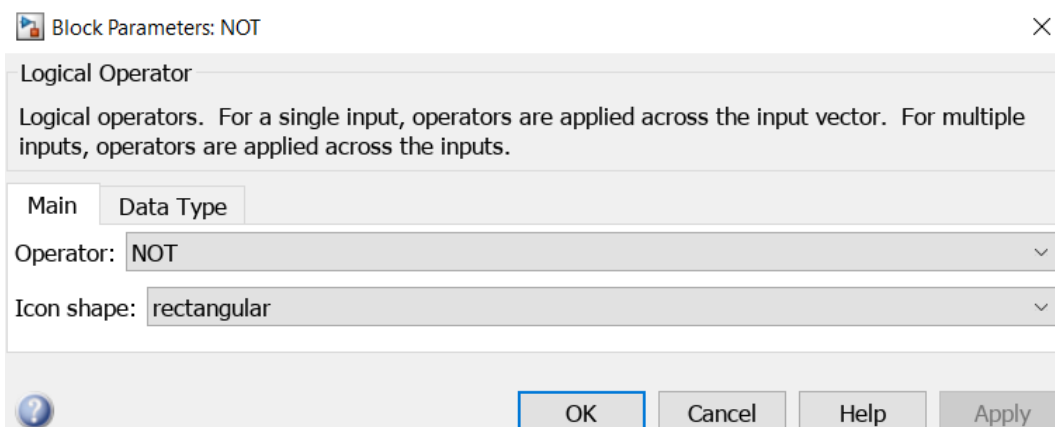 Block Parameters: NOT
Logical Operator
Logical operators.  For a single input, operators are applied across the input vector.  For multiple
inputs, operators are applied across the inputs.
Main Data Type
Operator: NOT
Icon shape: rectangular
? OK Cancel Help Apply